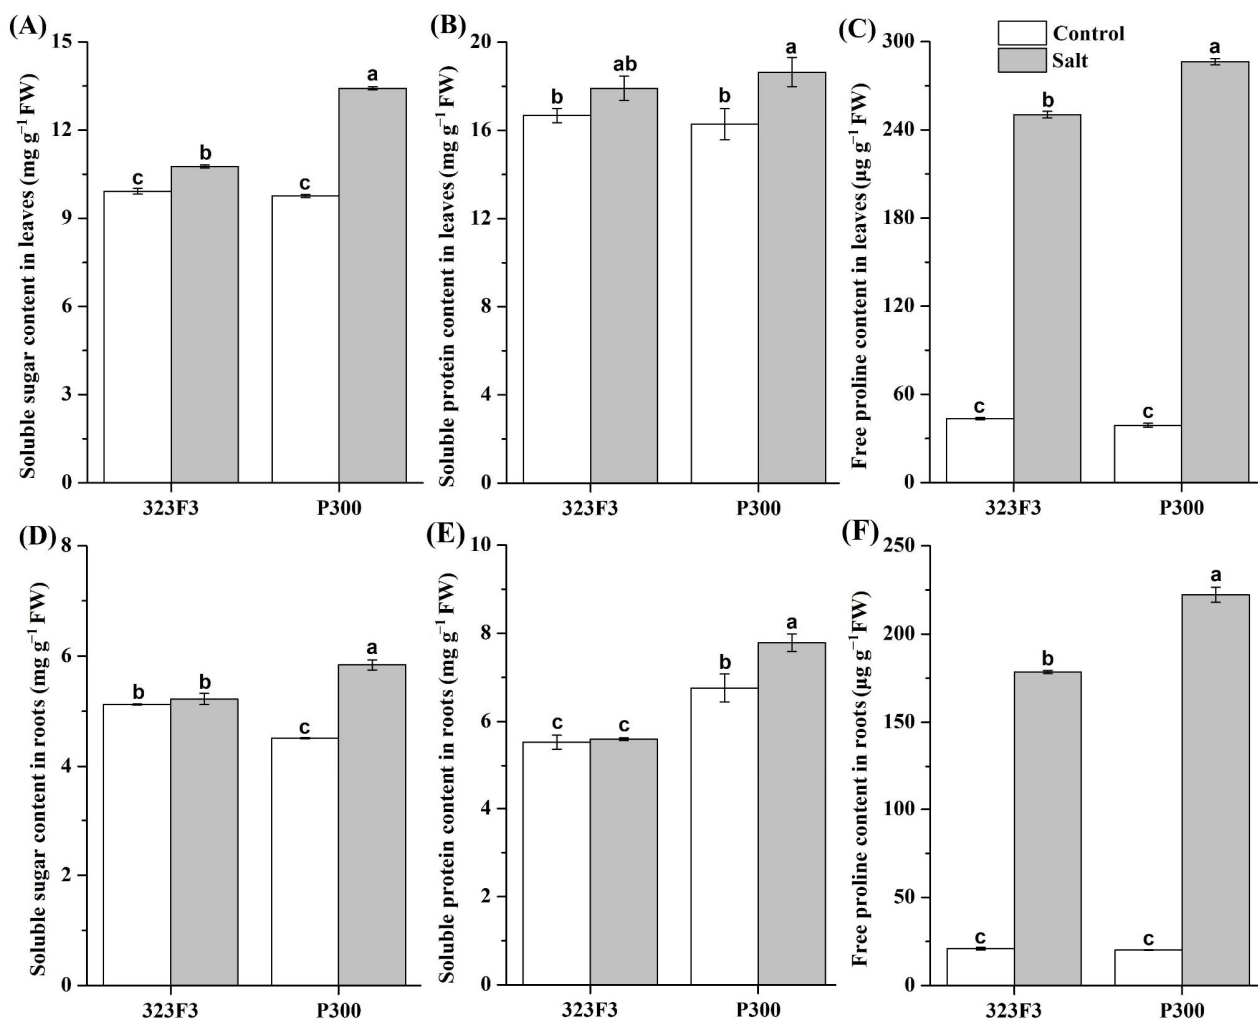 (A)
Soluble sugar content in leaves (mg g⁻¹ FW)
15
12
9
6
3
0
c
b
c
a
323F3
P300
(B)
Soluble protein content in leaves (mg g⁻¹ FW)
20
16
12
8
4
0
b
ab
b
a
323F3
P300
(C)
Control
Salt
Free proline content in leaves (µg g⁻¹ FW)
300
240
180
120
60
0
c
b
c
a
323F3
P300
(D)
Soluble sugar content in roots (mg g⁻¹ FW)
8
6
4
2
0
b
b
c
a
323F3
P300
(E)
Soluble protein content in roots (mg g⁻¹ FW)
10
8
6
4
2
0
c
c
b
a
323F3
P300
(F)
Free proline content in roots (µg g⁻¹FW)
250
200
150
100
50
0
c
b
c
a
323F3
P300